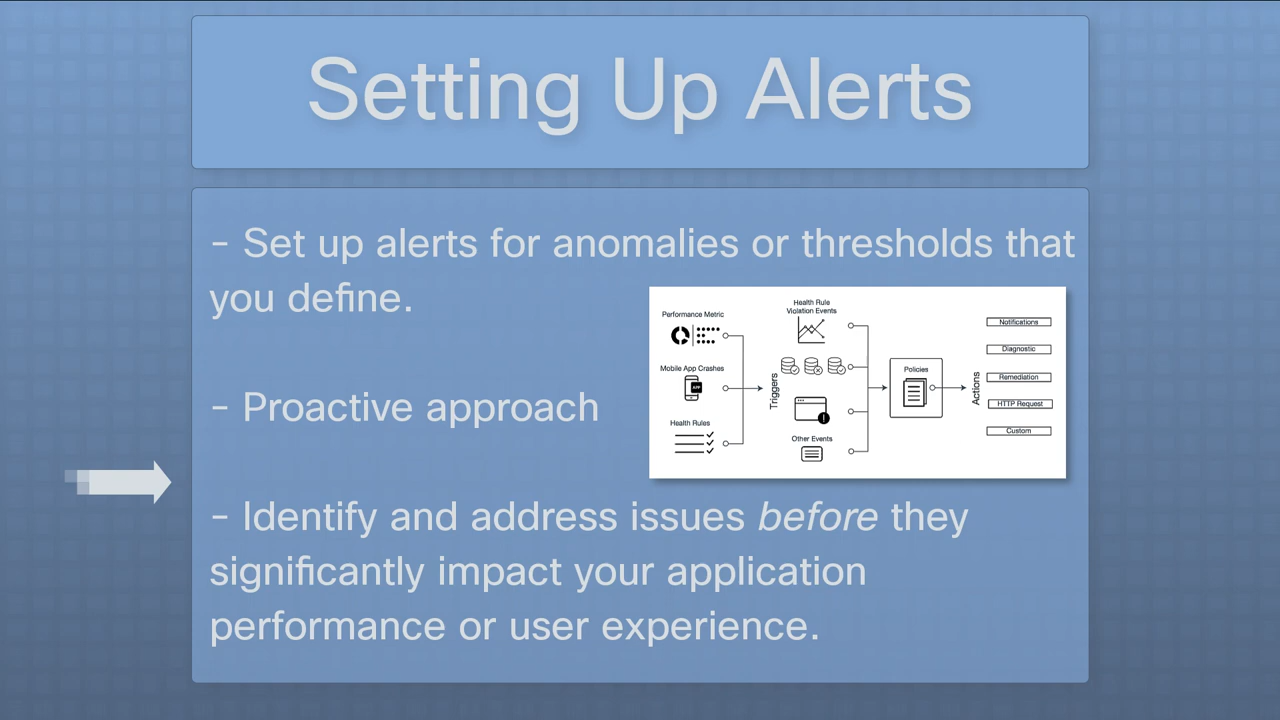 Setting Up Alerts
- Set up alerts for anomalies or thresholds that
you define.
- Proactive approach
- Identify and address issues before they
significantly impact your application
performance or user experience.
Performance Metric
Mobile App Crashes
APP
Health Rules
Triggers
Health Rule
Violation Events
Other Events
Policies
Actions
Notifications
Diagnostic
Remediation
HTTP Request
Custom